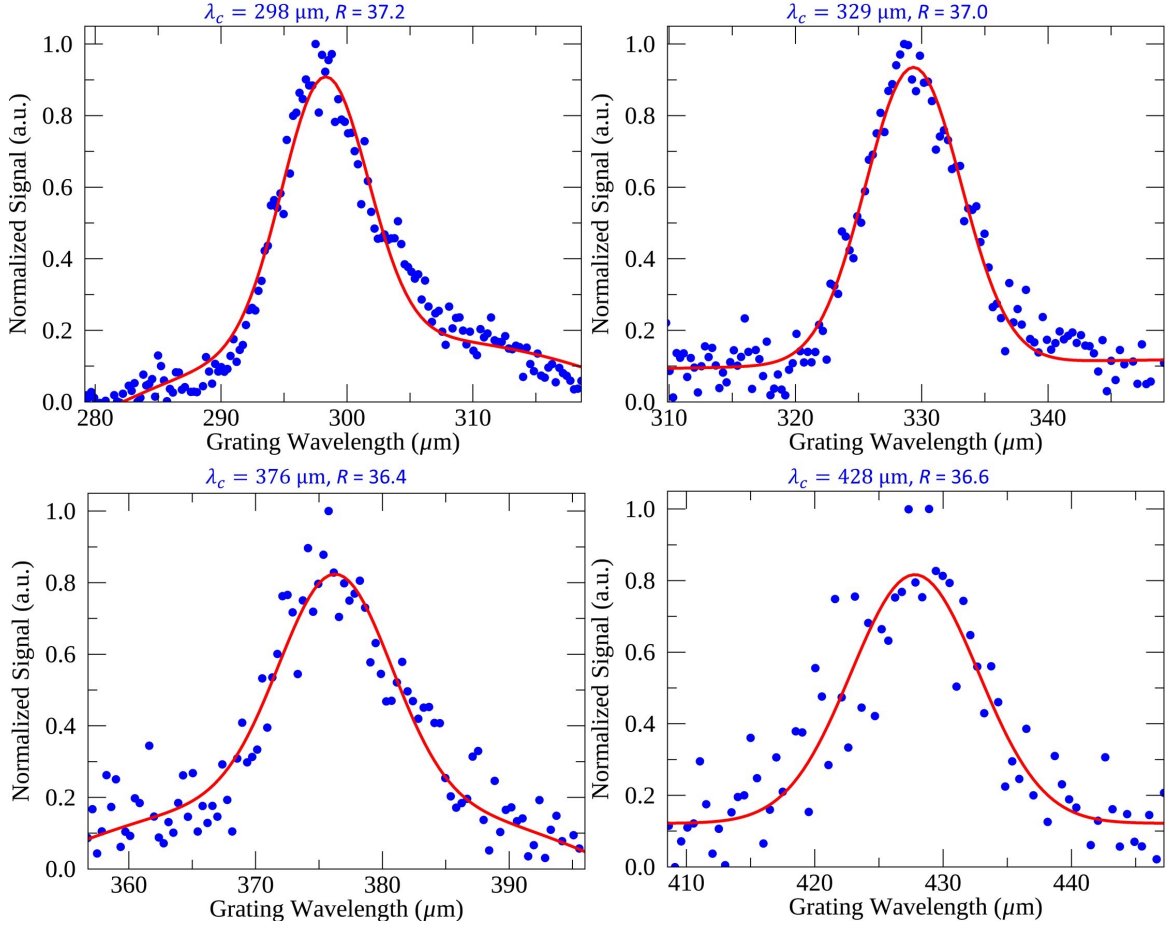 λc = 298 µm, R = 37.2
1.0
0.8
0.6
0.4
0.2
0.0
Normalized Signal (a.u.)
280 290 300 310
Grating Wavelength (µm)
λc = 329 µm, R = 37.0
1.0
0.8
0.6
0.4
0.2
0.0
Normalized Signal (a.u.)
310 320 330 340
Grating Wavelength (µm)
λc = 376 µm, R = 36.4
1.0
0.8
0.6
0.4
0.2
0.0
Normalized Signal (a.u.)
360 370 380 390
Grating Wavelength (µm)
λc = 428 µm, R = 36.6
1.0
0.8
0.6
0.4
0.2
0.0
Normalized Signal (a.u.)
410 420 430 440
Grating Wavelength (µm)